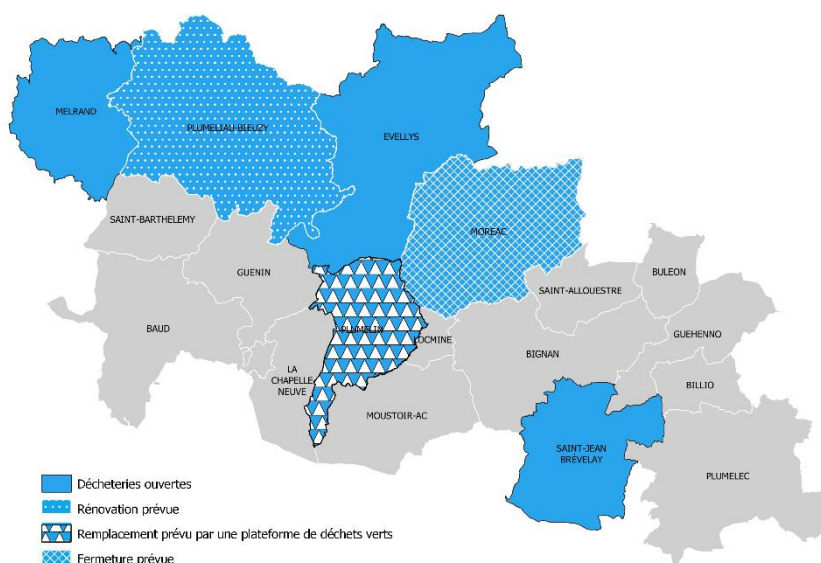 MELRAND
PLUMELIAU-BIEUZY
EVELLYS
SAINT-BARTHELEMY
MOREAC
GUENIN
SAINT-ALLOUESTRE
BULEON
BAUD
PLUMELIN
OCMINE
BIGNAN
GUEHENNO
LA
CHAPELLE
NEUVE
BILLIO
MOUSTOIR-AC
SAINT-JEAN
BRÉVELAY
PLUMELEC
Décheteries ouvertes
Rénovation prévue
Remplacement prévu par une plateforme de déchets verts
Fermeture prévue